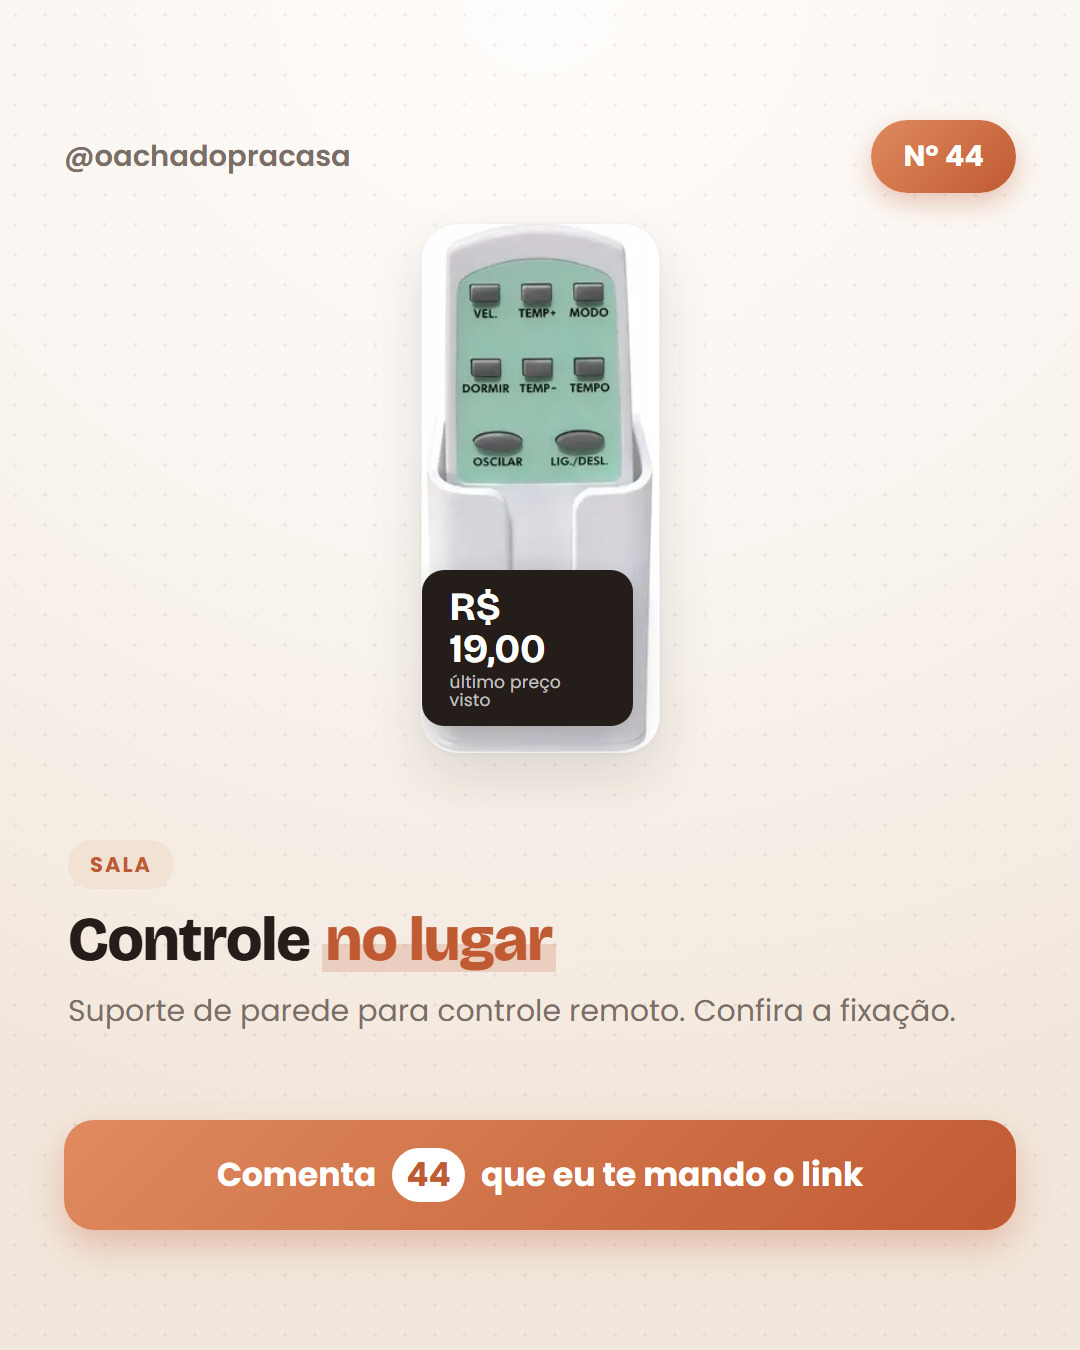 @oachadopracasa
Nº 44
VEL. TEMP+ MODO
DORMIR TEMP- TEMPO
OSCILAR LIG./DESL.
R$
19,00
último preço
visto
SALA
Controle no lugar
Suporte de parede para controle remoto. Confira a fixação.
Comenta 44 que eu te mando o link